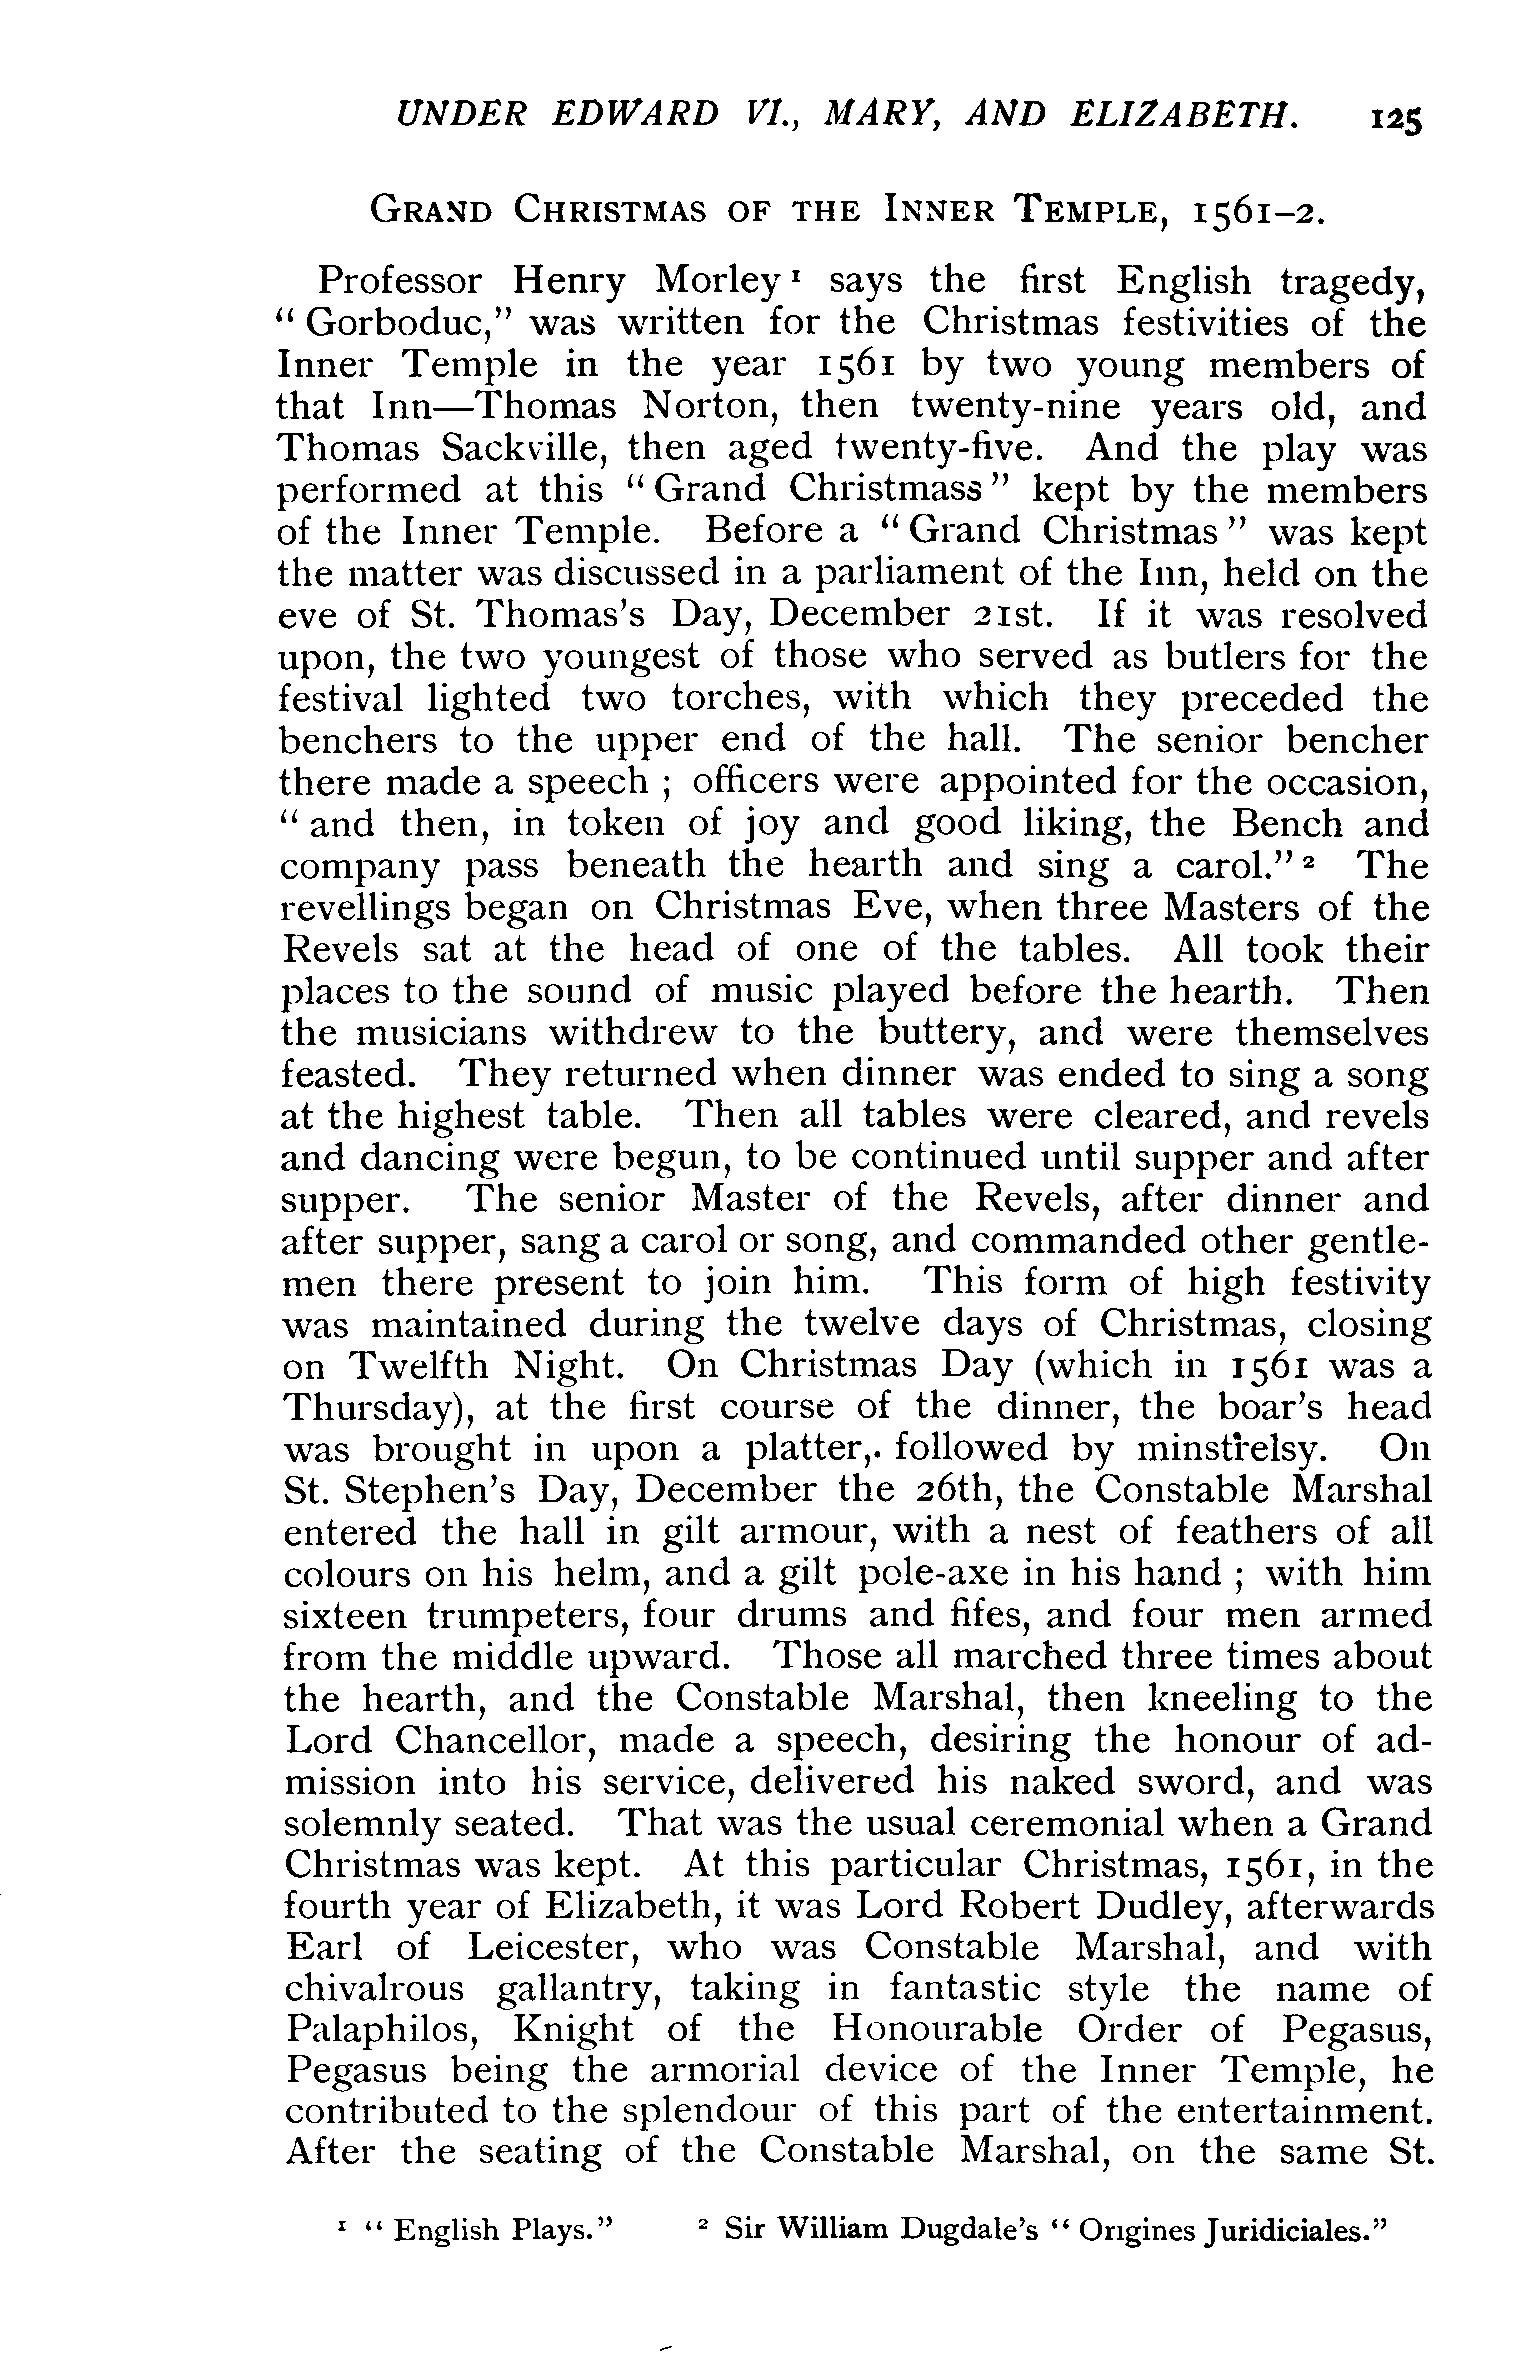 UNDER EDWARD VI., MARY, AND ELIZABETH. 125
GRAND CHRISTMAS OF THE INNER TEMPLE, 1561–2.
Professor Henry Morley¹ says the first English tragedy,
“Gorboduc,” was written for the Christmas festivities of the
Inner Temple in the year 1561 by two young members of
that Inn—Thomas Norton, then twenty-nine years old, and
Thomas Sackville, then aged twenty-five. And the play was
performed at this “Grand Christmass” kept by the members
of the Inner Temple. Before a “Grand Christmas” was kept
the matter was discussed in a parliament of the Inn, held on the
eve of St. Thomas’s Day, December 21st. If it was resolved
upon, the two youngest of those who served as butlers for the
festival lighted two torches, with which they preceded the
benchers to the upper end of the hall. The senior bencher
there made a speech ; officers were appointed for the occasion,
“and then, in token of joy and good liking, the Bench and
company pass beneath the hearth and sing a carol.”² The
revellings began on Christmas Eve, when three Masters of the
Revels sat at the head of one of the tables. All took their
places to the sound of music played before the hearth. Then
the musicians withdrew to the buttery, and were themselves
feasted. They returned when dinner was ended to sing a song
at the highest table. Then all tables were cleared, and revels
and dancing were begun, to be continued until supper and after
supper. The senior Master of the Revels, after dinner and
after supper, sang a carol or song, and commanded other gentle-
men there present to join him. This form of high festivity
was maintained during the twelve days of Christmas, closing
on Twelfth Night. On Christmas Day (which in 1561 was a
Thursday), at the first course of the dinner, the boar’s head
was brought in upon a platter,. followed by minstrelsy. On
St. Stephen’s Day, December the 26th, the Constable Marshal
entered the hall in gilt armour, with a nest of feathers of all
colours on his helm, and a gilt pole-axe in his hand ; with him
sixteen trumpeters, four drums and fifes, and four men armed
from the middle upward. Those all marched three times about
the hearth, and the Constable Marshal, then kneeling to the
Lord Chancellor, made a speech, desiring the honour of ad-
mission into his service, delivered his naked sword, and was
solemnly seated. That was the usual ceremonial when a Grand
Christmas was kept. At this particular Christmas, 1561, in the
fourth year of Elizabeth, it was Lord Robert Dudley, afterwards
Earl of Leicester, who was Constable Marshal, and with
chivalrous gallantry, taking in fantastic style the name of
Palaphilos, Knight of the Honourable Order of Pegasus,
Pegasus being the armorial device of the Inner Temple, he
contributed to the splendour of this part of the entertainment.
After the seating of the Constable Marshal, on the same St.
¹ “English Plays.” ² Sir William Dugdale’s “Origines Juridiciales.”